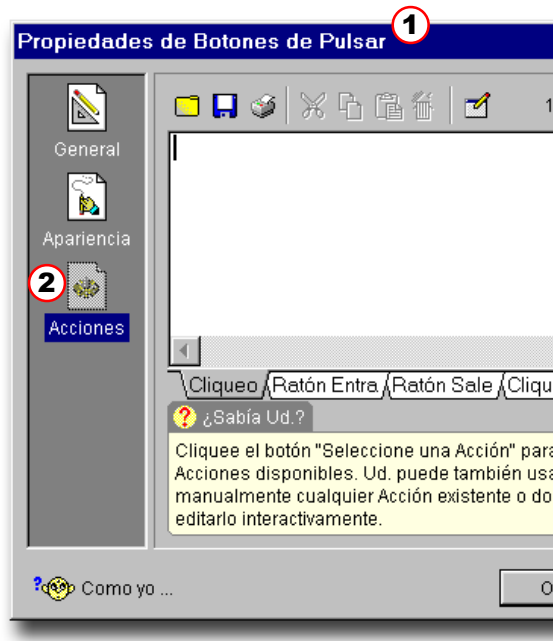 Propiedades de Botones de Pulsar
1
General
Apariencia
2
Acciones
1
Cliqueo
Ratón Entra
Ratón Sale
Cliqu
¿Sabía Ud.?
Cliquee el botón "Seleccione una Acción" para
Acciones disponibles. Ud. puede también usa
manualmente cualquier Acción existente o do
editarlo interactivamente.
Como yo ...
O